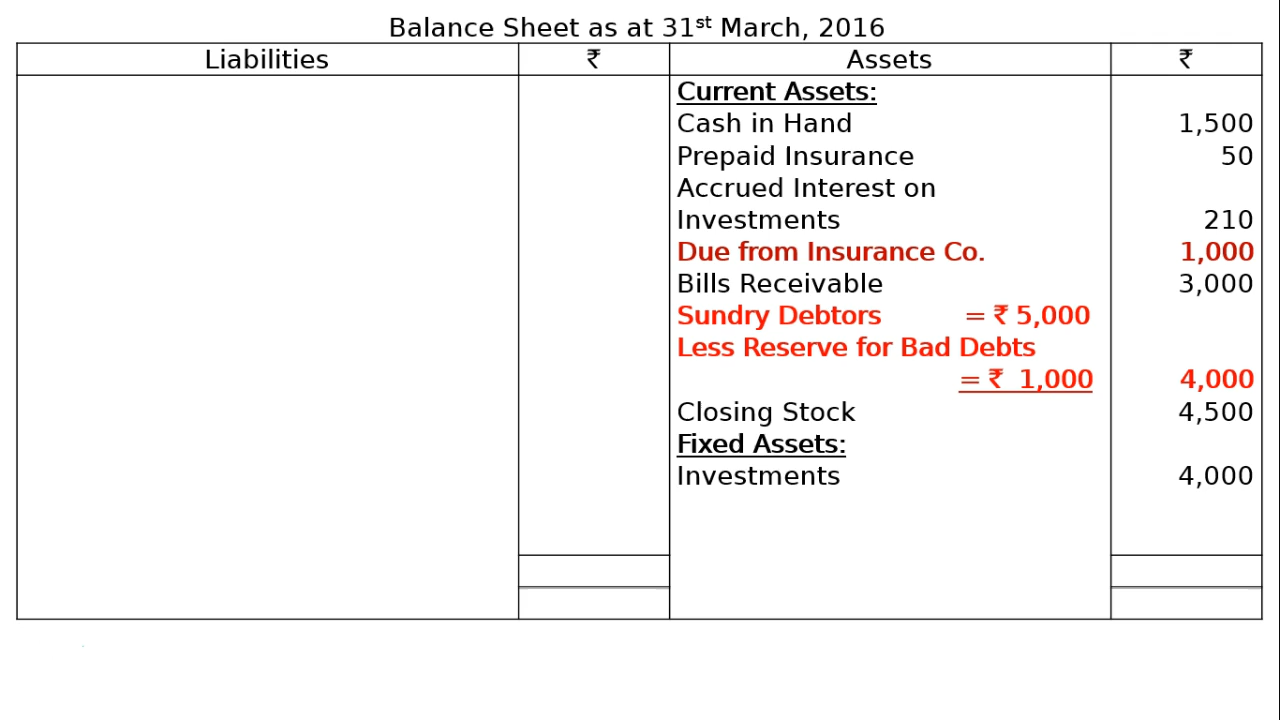 Balance Sheet as at 31st March, 2016
Liabilities ₹ Assets ₹
Current Assets:
Cash in Hand 1,500
Prepaid Insurance 50
Accrued Interest on
Investments 210
Due from Insurance Co. 1,000
Bills Receivable 3,000
Sundry Debtors = ₹ 5,000
Less Reserve for Bad Debts
= ₹ 1,000 4,000
Closing Stock 4,500
Fixed Assets:
Investments 4,000